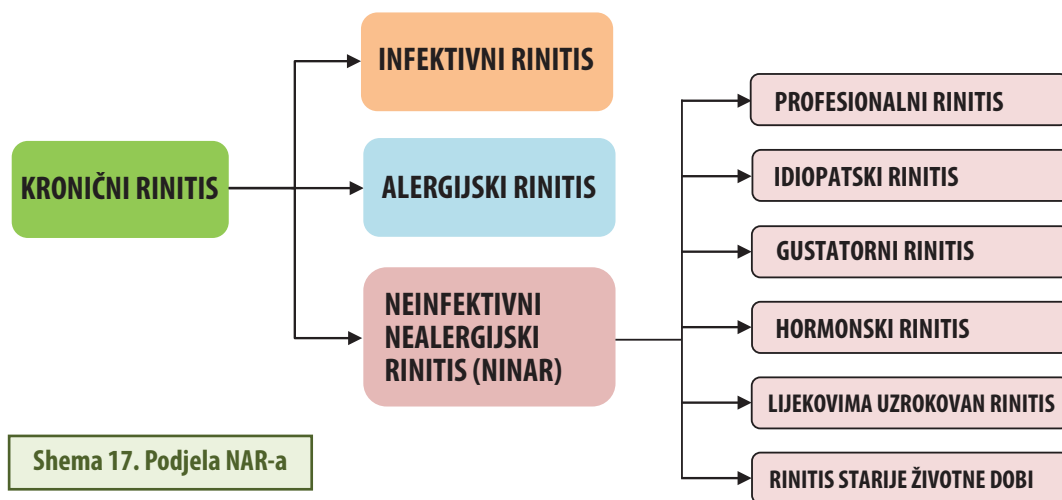 KRONIČNI RINITIS
INFEKTIVNI RINITIS
ALERGIJSKI RINITIS
NEINFEKTIVNI
NEALERGIJSKI
RINITIS (NINAR)
PROFESIONALNI RINITIS
IDIOPATSKI RINITIS
GUSTATORNI RINITIS
HORMONSKI RINITIS
LIJEKOVIMA UZROKOVAN RINITIS
RINITIS STARIJE ŽIVOTNE DOBI
Shema 17. Podjela NAR-a